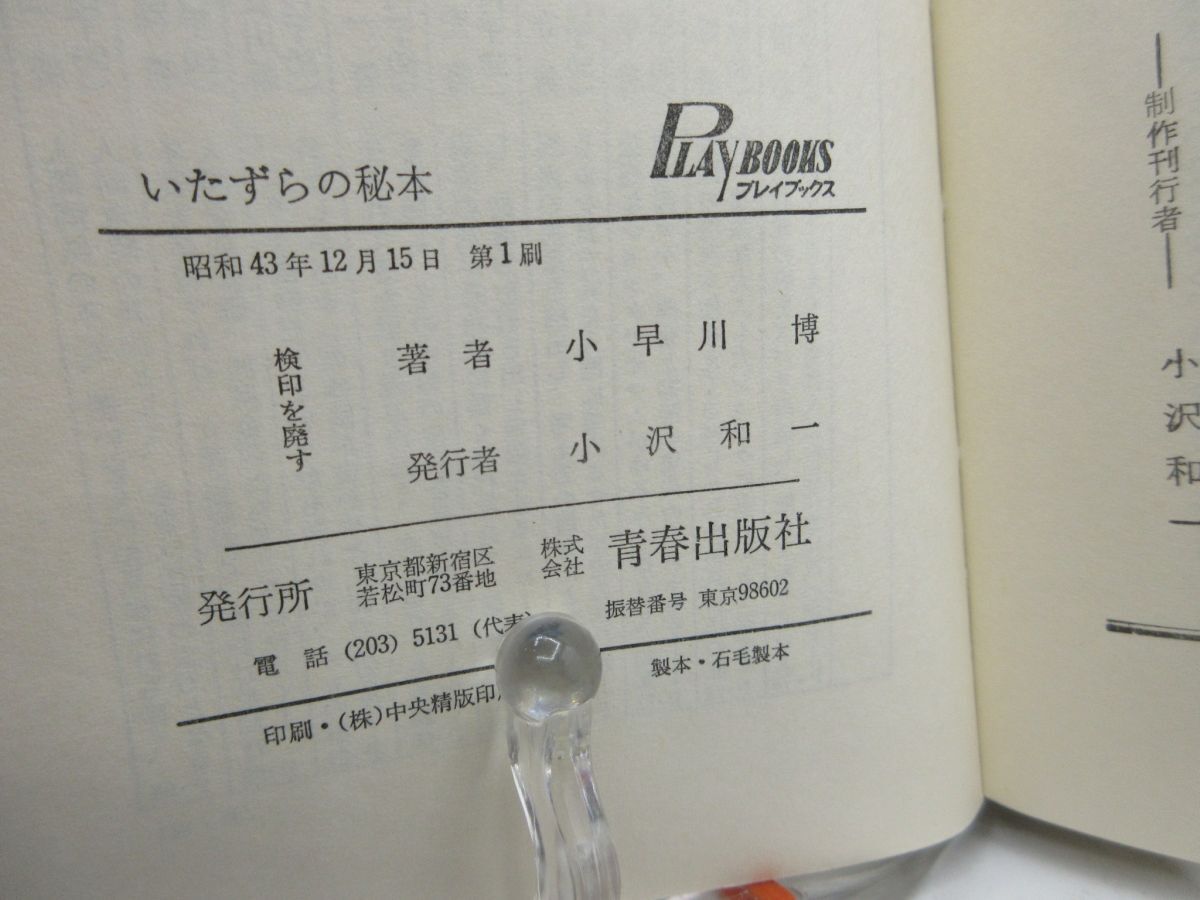 PLAY BOOKS
プレイブックス
いたずらの秘本
昭和43年12月15日 第1刷
検印を廃す
著者 小早川 博
発行者 小沢和一
発行所
東京都新宿区
若松町73番地
株式
会社
青春出版社
電話 (203) 5131 (代表)
振替番号 東京98602
印刷・(株)中央精版印
製本・石毛製本
―制作刊行者―
小沢和一